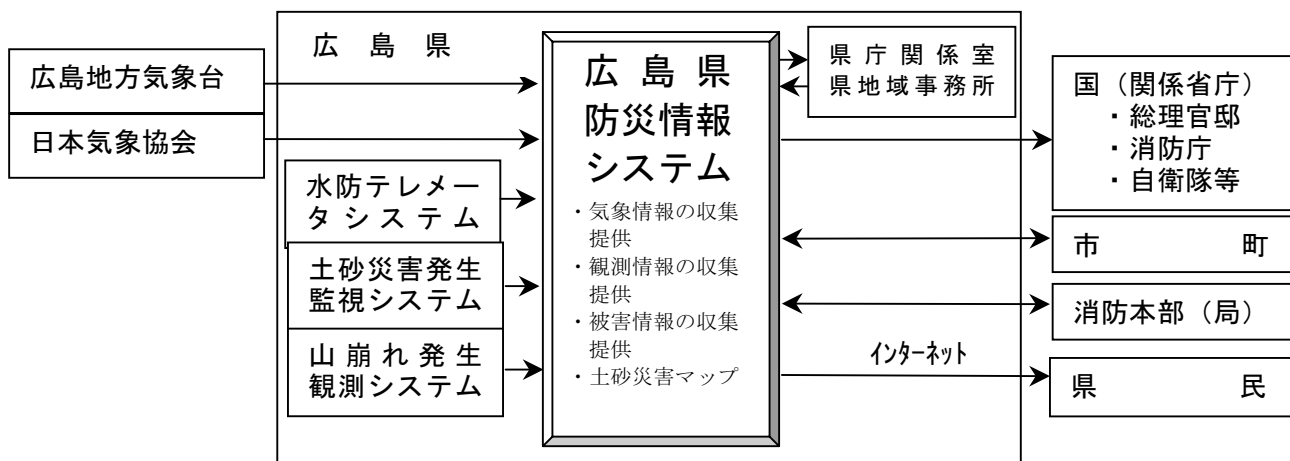 広島地方気象台
日本気象協会
広島県
水防テレメー
タシステム
土砂災害発生
監視システム
山崩れ発生
観測システム
広島県
防災情報
システム
・気象情報の収集
提供
・観測情報の収集
提供
・被害情報の収集
提供
・土砂災害マップ
県庁関係室
県地域事務所
国（関係省庁）
・総理官邸
・消防庁
・自衛隊等
市町
消防本部（局）
インターネット
県民